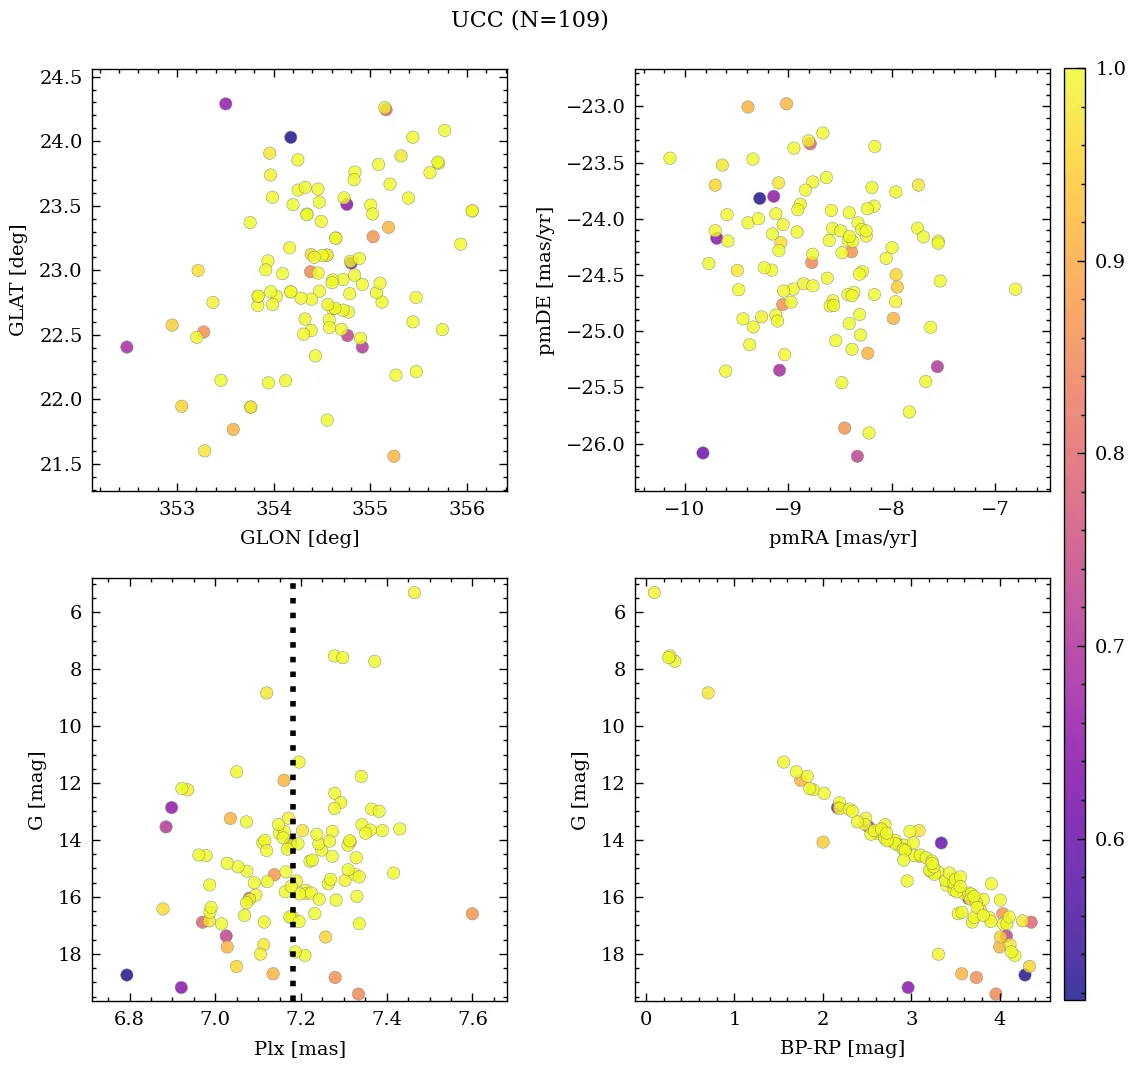 UCC (N=109)
24.5
24.0
23.5
23.0
22.5
22.0
21.5
GLAT [deg]
353 354 355 356
GLON [deg]
−23.0
−23.5
−24.0
−24.5
−25.0
−25.5
−26.0
pmDE [mas/yr]
−10 −9 −8 −7
pmRA [mas/yr]
1.0
0.9
0.8
0.7
0.6
6
8
10
12
14
16
18
G [mag]
6.8 7.0 7.2 7.4 7.6
Plx [mas]
6
8
10
12
14
16
18
G [mag]
0 1 2 3 4
BP-RP [mag]